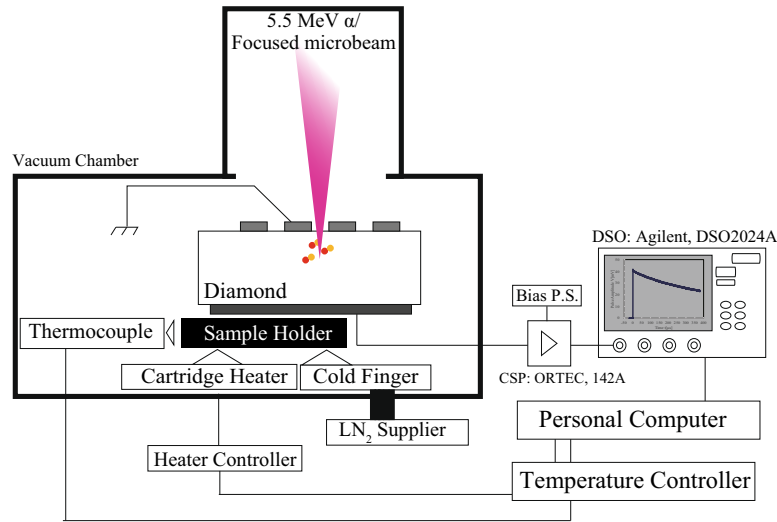 5.5 MeV α/
Focused microbeam
Vacuum Chamber
DSO: Agilent, DSO2024A
Diamond
Bias P.S.
Thermocouple
Sample Holder
Cartridge Heater
Cold Finger
CSP: ORTEC, 142A
LN2 Supplier
Personal Computer
Heater Controller
Temperature Controller